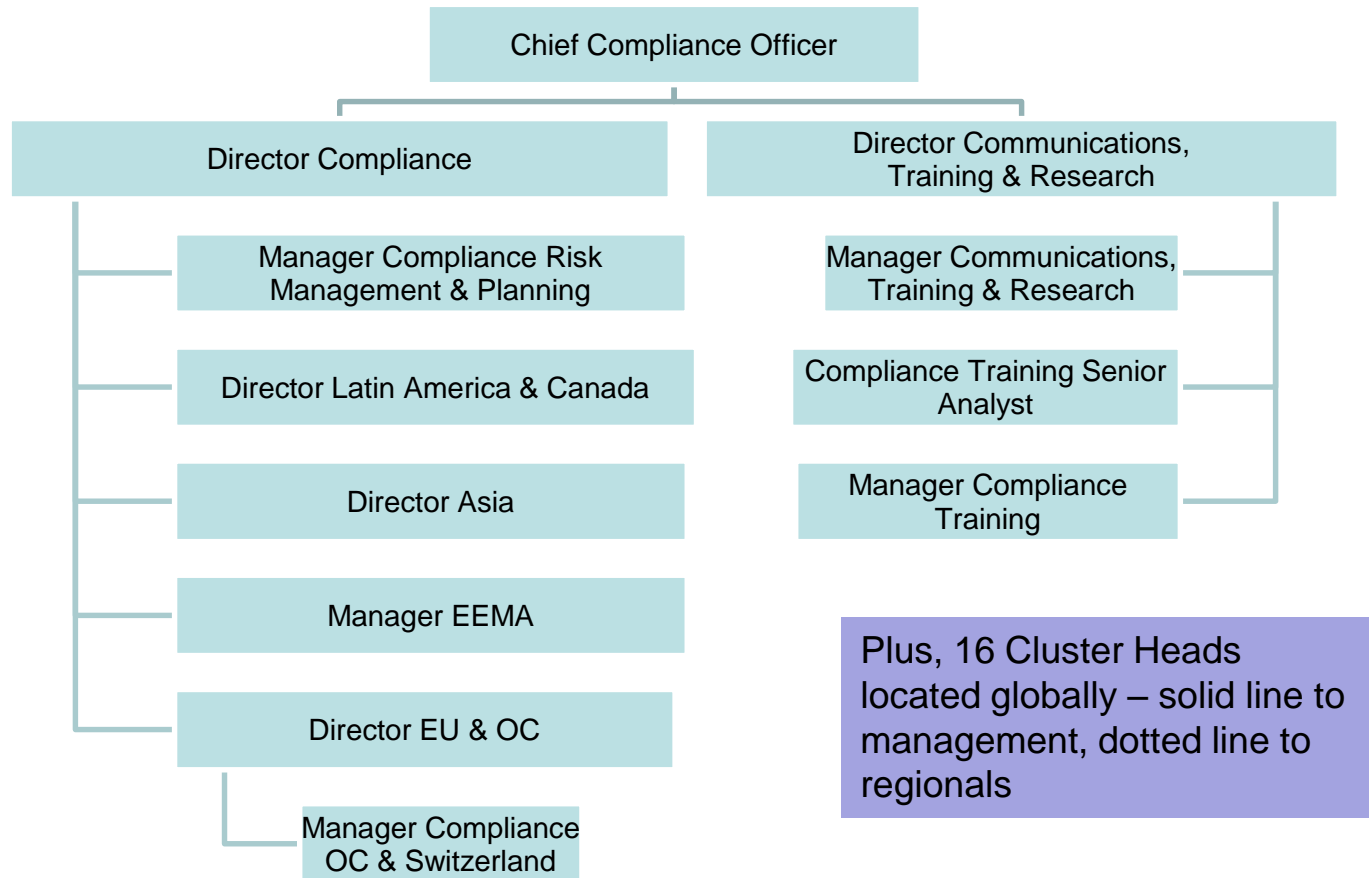 Chief Compliance Officer
Director Compliance
Director Communications,
Training & Research
Manager Compliance Risk
Management & Planning
Director Latin America & Canada
Director Asia
Manager EEMA
Director EU & OC
Manager Compliance
OC & Switzerland
Manager Communications,
Training & Research
Compliance Training Senior
Analyst
Manager Compliance
Training
Plus, 16 Cluster Heads
located globally – solid line to
management, dotted line to
regionals